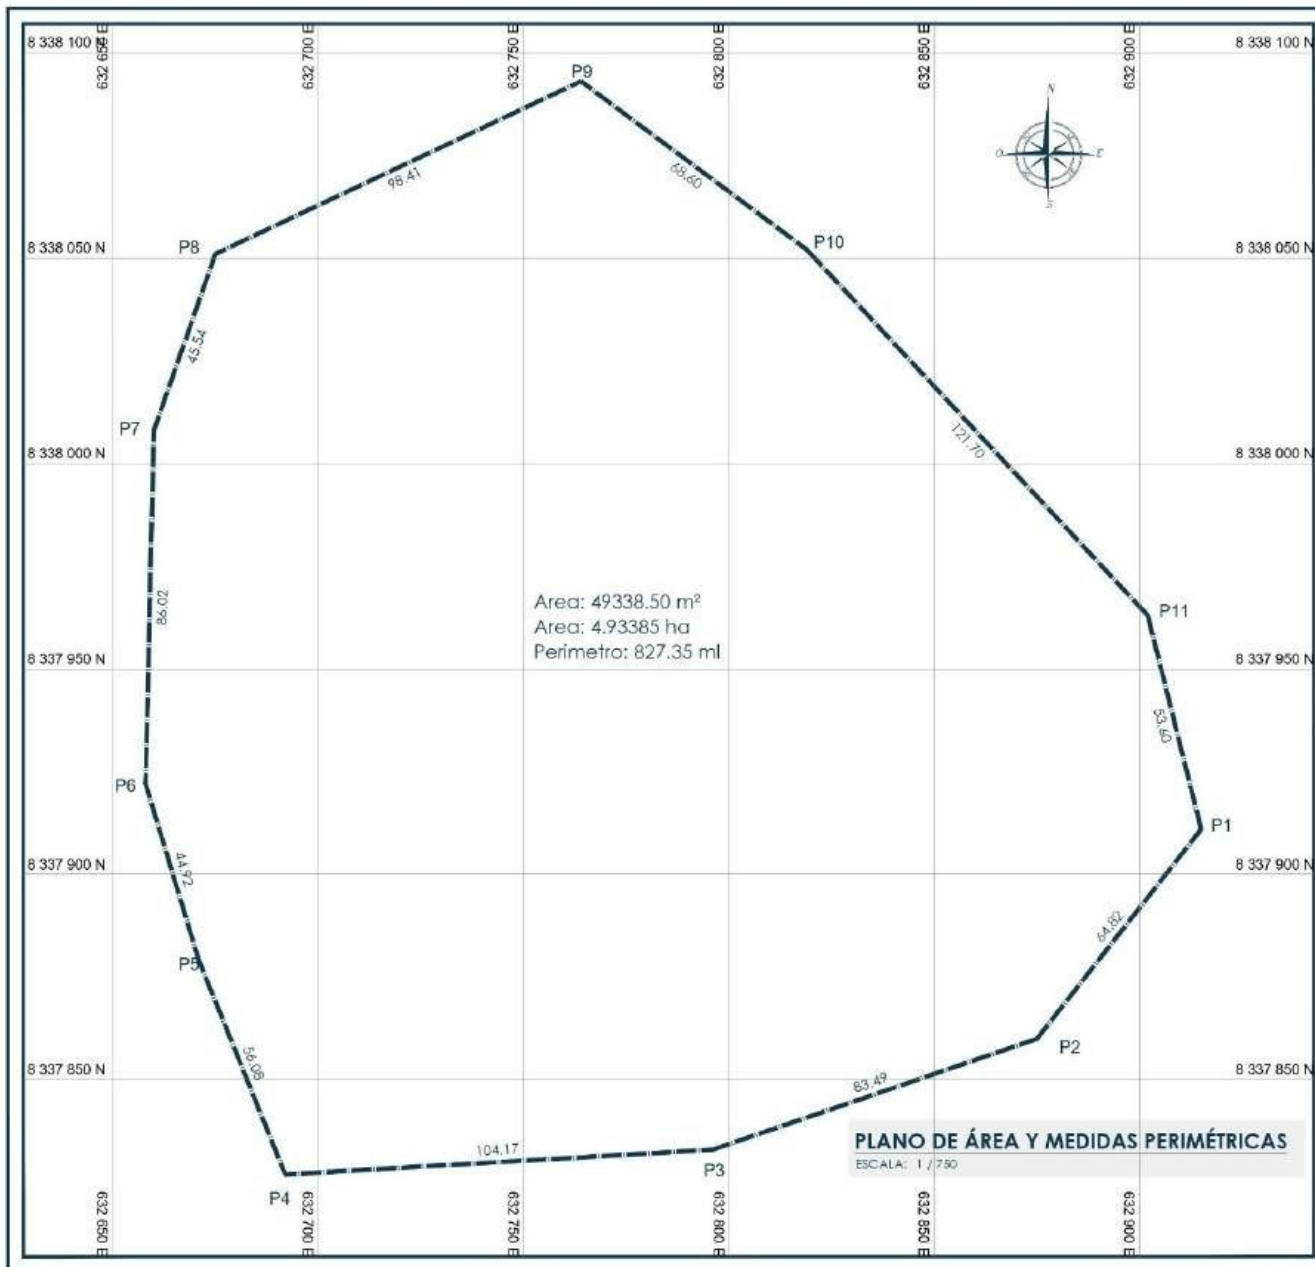 632 650 E
632 700 E
632 750 E
632 800 E
632 850 E
632 900 E
8 338 100 N
8 338 100 N
P9
N
O
E
S
98.41
68.60
P8
P10
8 338 050 N
8 338 050 N
45.54
P7
121.70
8 338 000 N
8 338 000 N
86.02
Area: 49338.50 m²
Area: 4.93385 ha
Perimetro: 827.35 ml
P11
8 337 950 N
8 337 950 N
53.60
P6
P1
44.92
8 337 900 N
8 337 900 N
64.82
P5
P2
56.08
8 337 850 N
8 337 850 N
83.49
104.17
P3
PLANO DE ÁREA Y MEDIDAS PERIMÉTRICAS
ESCALA: 1 / 750
P4
632 650 E
632 700 E
632 750 E
632 800 E
632 850 E
632 900 E